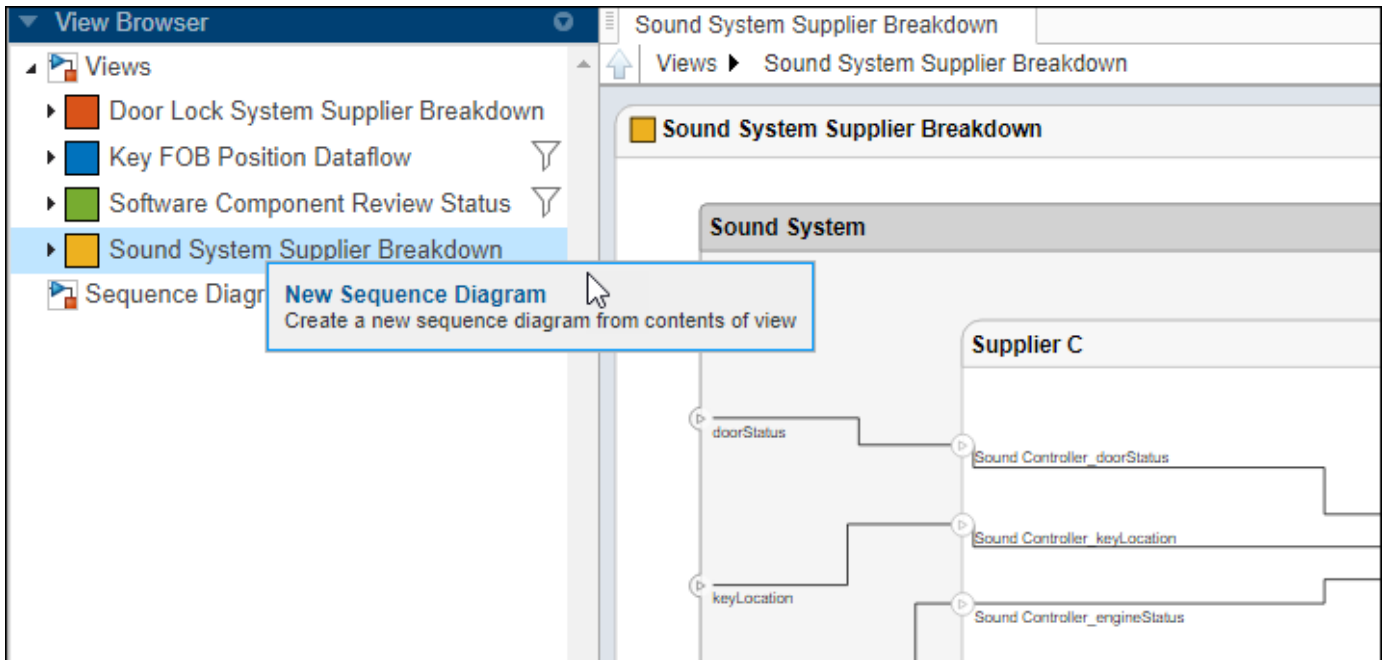 View Browser
Views
Door Lock System Supplier Breakdown
Key FOB Position Dataflow
Software Component Review Status
Sound System Supplier Breakdown
Sequence Diagr
New Sequence Diagram
Create a new sequence diagram from contents of view
Sound System Supplier Breakdown
Views Sound System Supplier Breakdown
Sound System Supplier Breakdown
Sound System
Supplier C
doorStatus
Sound Controller_doorStatus
Sound Controller_keyLocation
keyLocation
Sound Controller_engineStatus